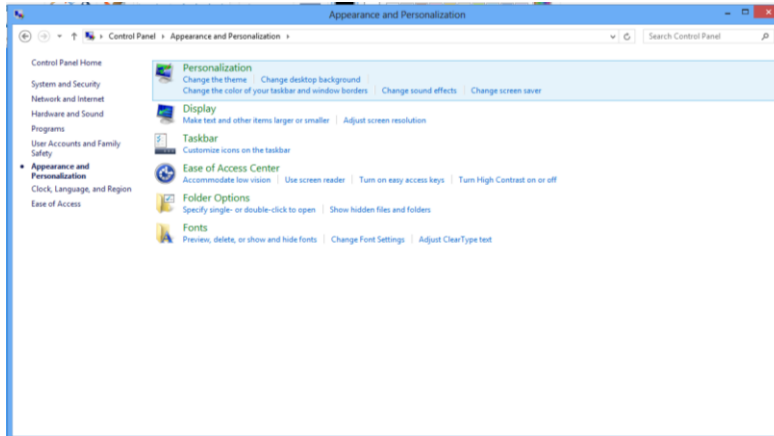 Appearance and Personalization
Control Panel Appearance and Personalization
Search Control Panel
Control Panel Home
System and Security
Network and Internet
Hardware and Sound
Programs
User Accounts and Family
Safety
Appearance and
Personalization
Clock, Language, and Region
Ease of Access
Personalization
Change the theme Change desktop background
Change the color of your taskbar and window borders Change sound effects Change screen saver
Display
Make text and other items larger or smaller Adjust screen resolution
Taskbar
Customize icons on the taskbar
Ease of Access Center
Accommodate low vision Use screen reader Turn on easy access keys Turn High Contrast on or off
Folder Options
Specify single- or double-click to open Show hidden files and folders
Fonts
Preview, delete, or show and hide fonts Change Font Settings Adjust ClearType text